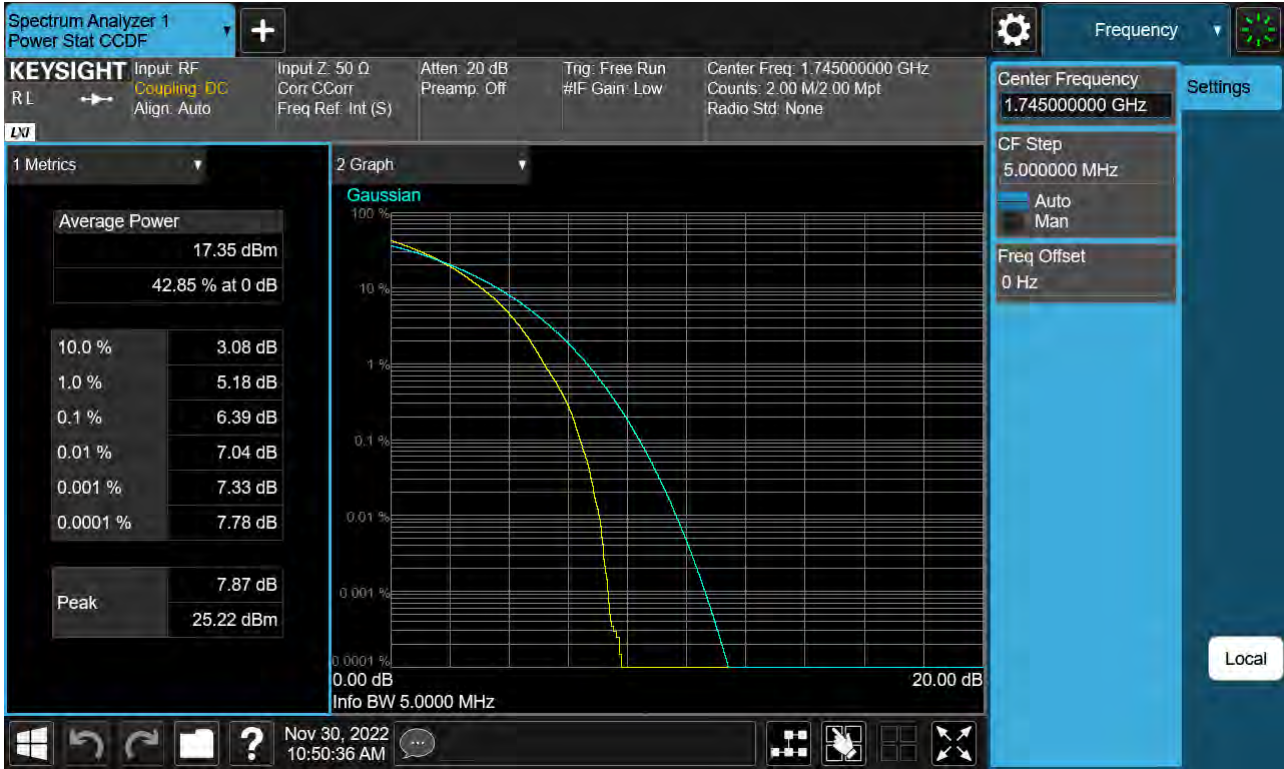 Spectrum Analyzer 1
Power Stat CCDF
Frequency
KEYSIGHT
R L
LXI
Input: RF
Coupling: DC
Align: Auto
Input Z: 50 Ω
Corr CCorr
Freq Ref: Int (S)
Atten: 20 dB
Preamp: Off
Trig: Free Run
#IF Gain: Low
Center Freq: 1.745000000 GHz
Counts: 2.00 M/2.00 Mpt
Radio Std: None
Center Frequency
1.745000000 GHz
Settings
CF Step
5.000000 MHz
Auto
Man
Freq Offset
0 Hz
Local
1 Metrics
Average Power
17.35 dBm
42.85 % at 0 dB
10.0 % 3.08 dB
1.0 % 5.18 dB
0.1 % 6.39 dB
0.01 % 7.04 dB
0.001 % 7.33 dB
0.0001 % 7.78 dB
Peak
7.87 dB
25.22 dBm
2 Graph
Gaussian
100 %
10 %
1 %
0.1 %
0.01 %
0.001 %
0.0001 %
0.00 dB 20.00 dB
Info BW 5.0000 MHz
Nov 30, 2022
10:50:36 AM